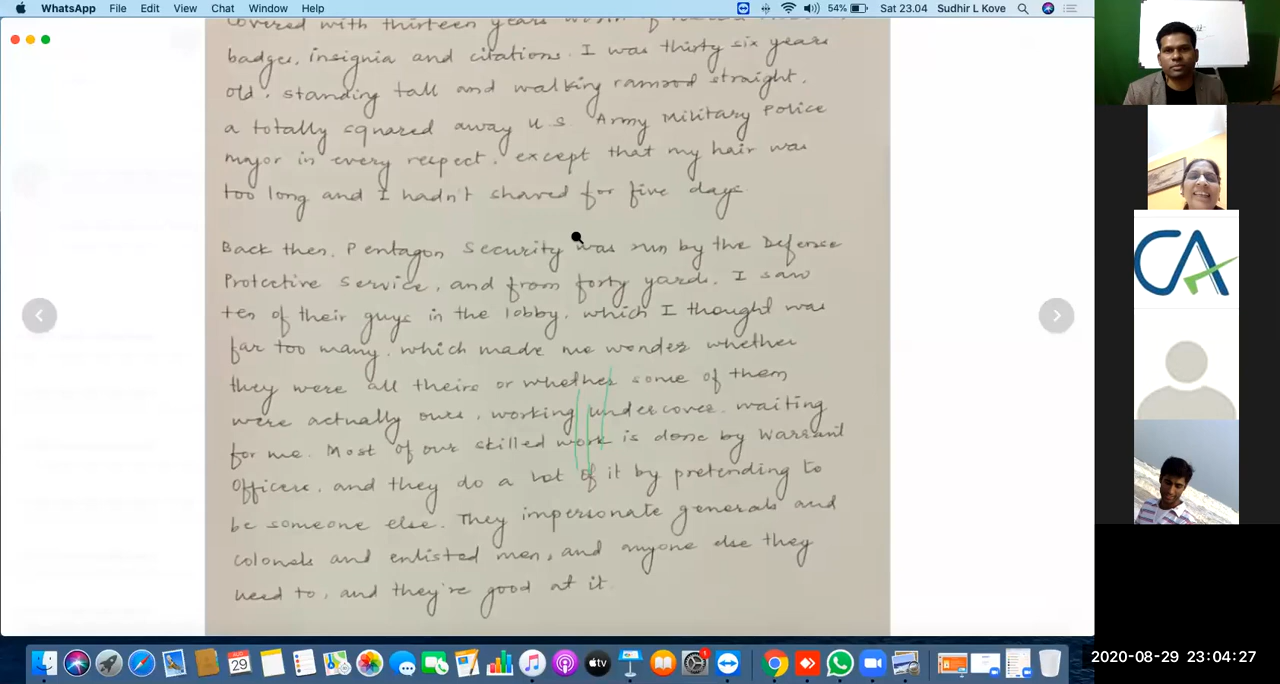 WhatsApp File Edit View Chat Window Help 54% Sat 23.04 Sudhir L Kove
covered with thirteen years
badges, insignia and citations. I was thirty six years
old, standing tall and walking ramrod straight,
a totally squared away U.S Army Military Police
major in every respect, except that my hair was
too long and I hadn't shaved for five days.
Back then, Pentagon Security was run by the Defense
Protective Service, and from forty yards, I saw
ten of their guys in the lobby, which I thought was
far too many, which made me wonder whether
they were all theirs or whether some of them
were actually ours, working undercover, waiting
for me. Most of our skilled work is done by Warrant
Officers, and they do a lot of it by pretending to
be someone else. They impersonate generals and
colonels and enlisted men, and anyone else they
need to, and they're good at it.
CA
AUG
29
tv
1
2020-08-29 23:04:27